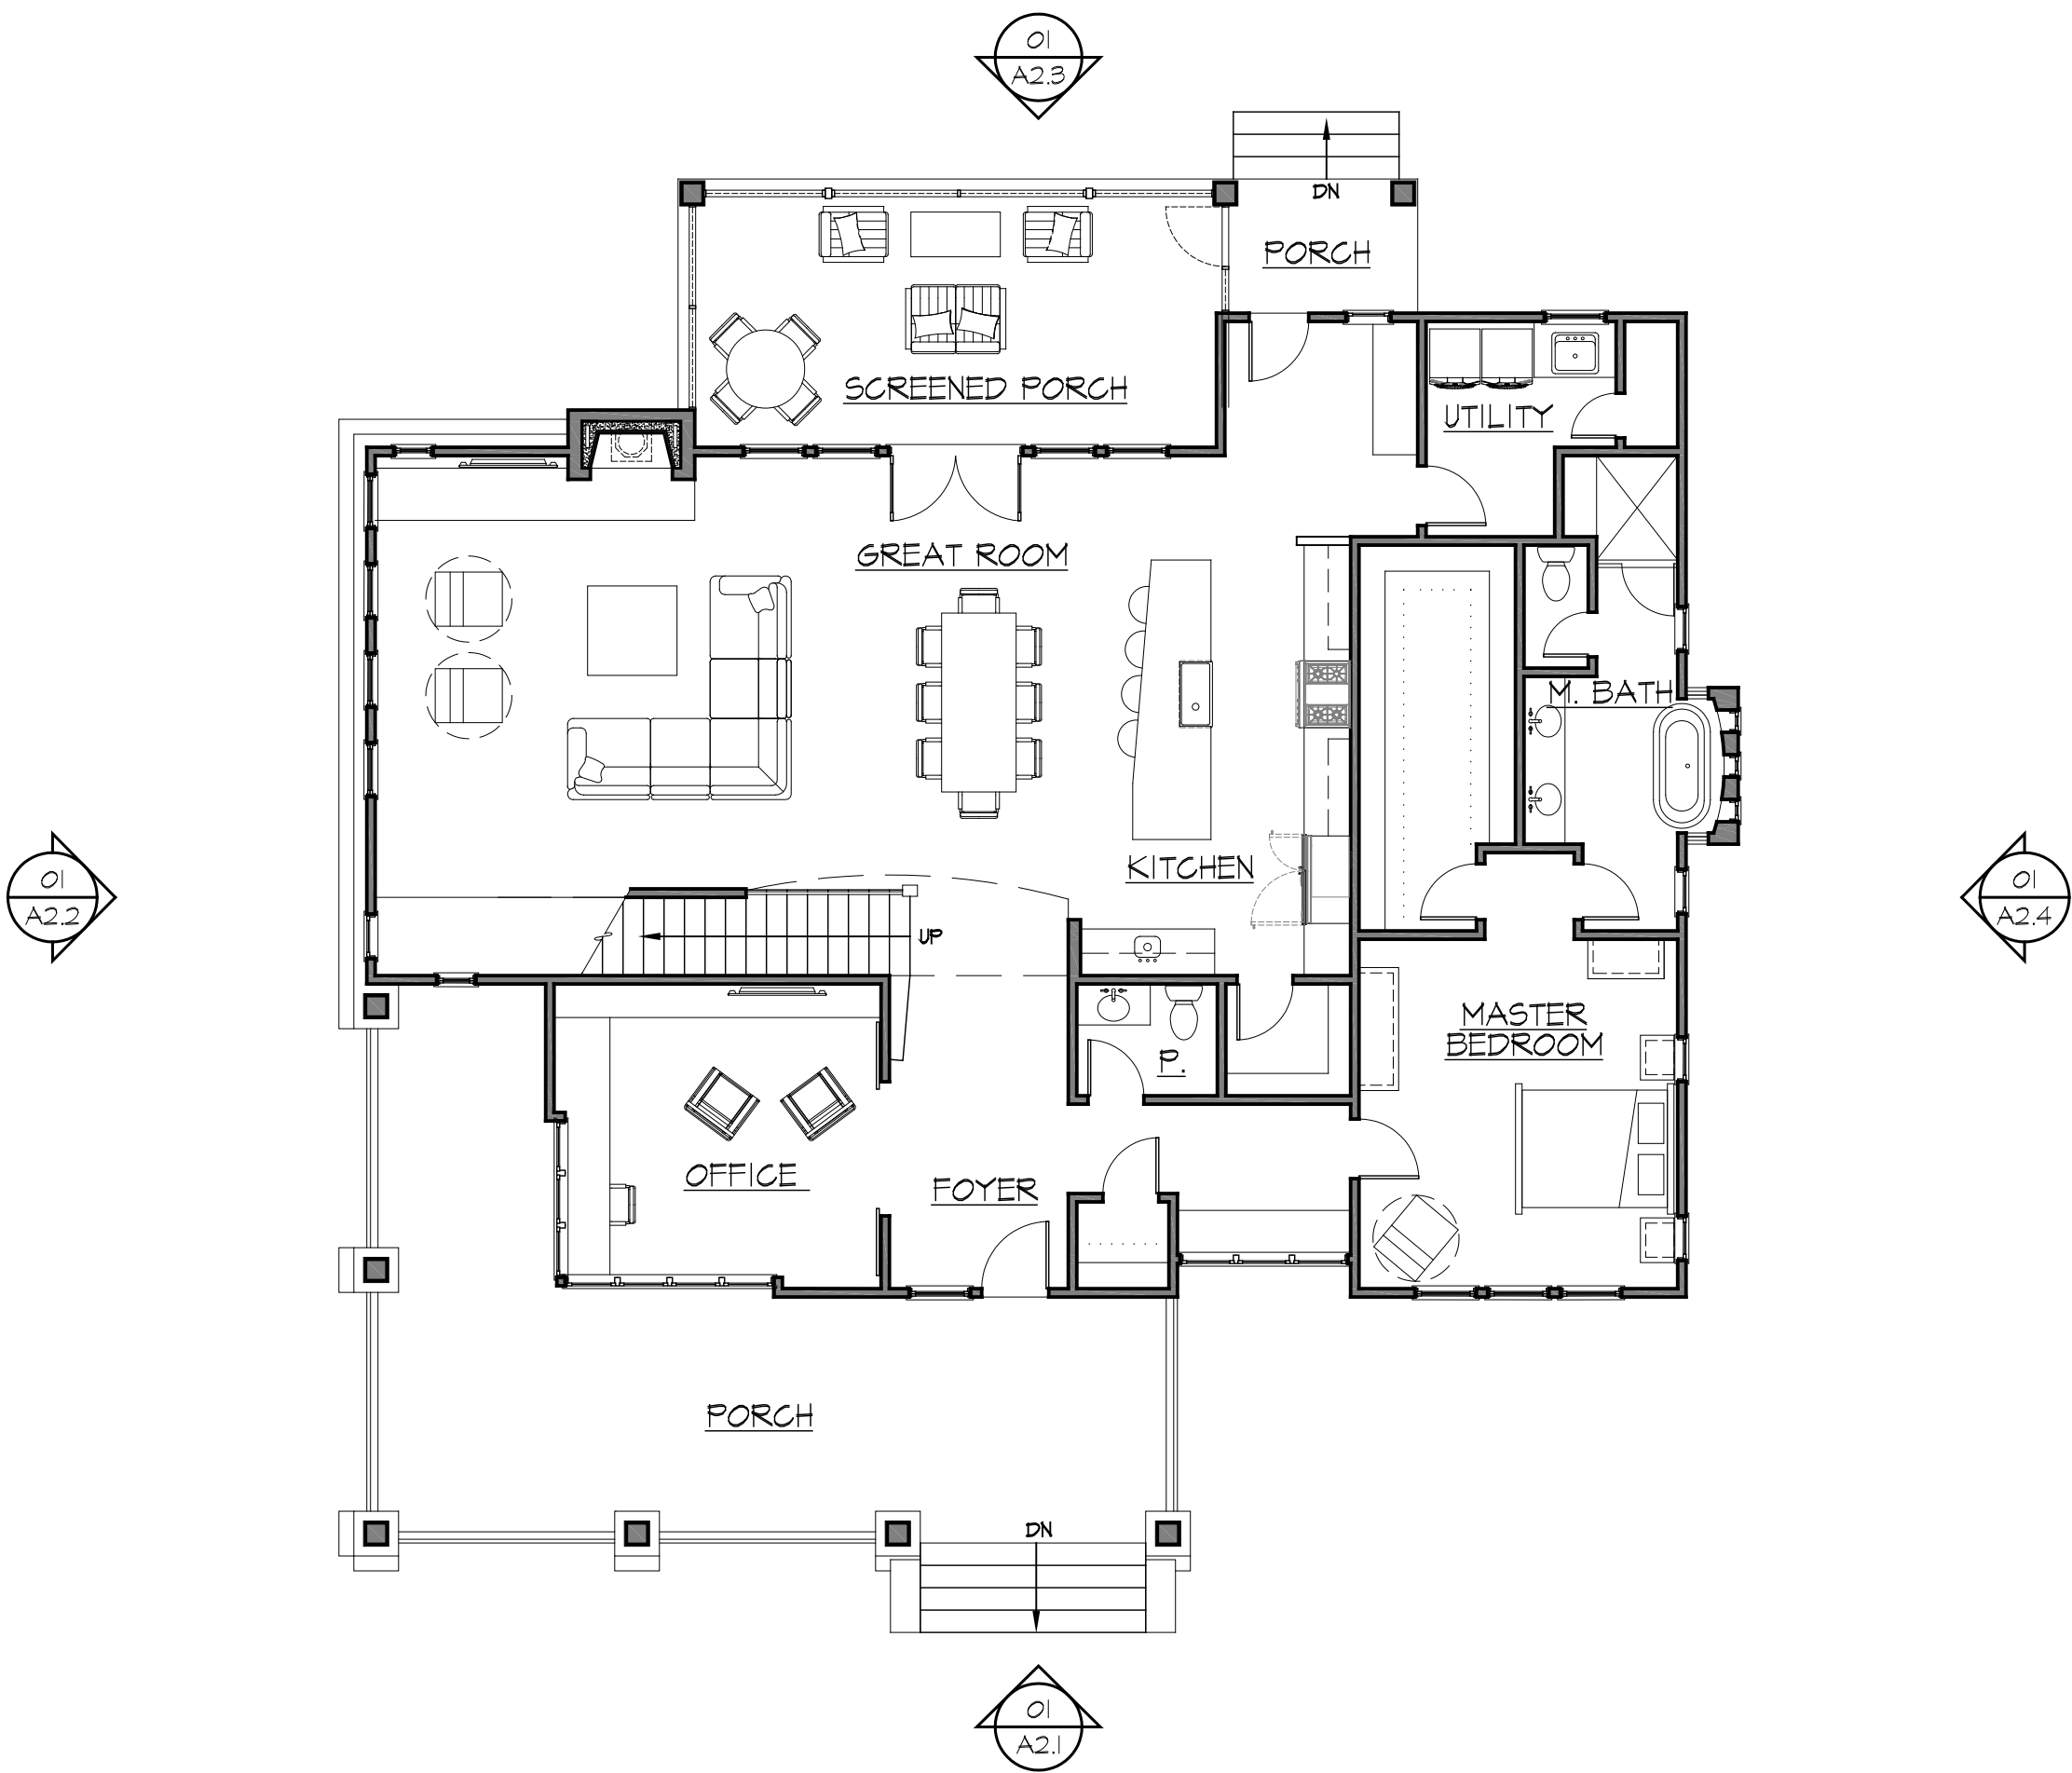 01
A2.3
DN
PORCH
SCREENED PORCH
UTILITY
GREAT ROOM
M. BATH
KITCHEN
01
A2.2
01
A2.4
UP
MASTER
BEDROOM
P.
OFFICE
FOYER
PORCH
DN
01
A2.1